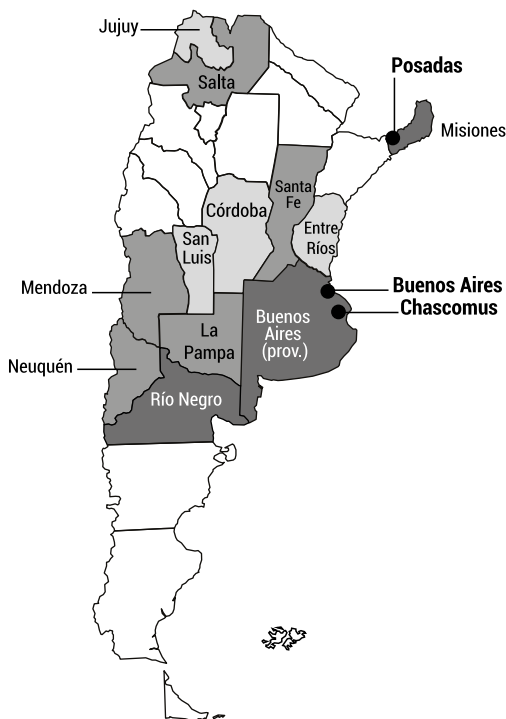 Jujuy
Salta
Posadas
Misiones
Santa
Fe
Córdoba
Entre
Ríos
San
Luis
Mendoza
Buenos Aires
Chascomus
Buenos
Aires
(prov.)
La
Pampa
Neuquén
Río Negro